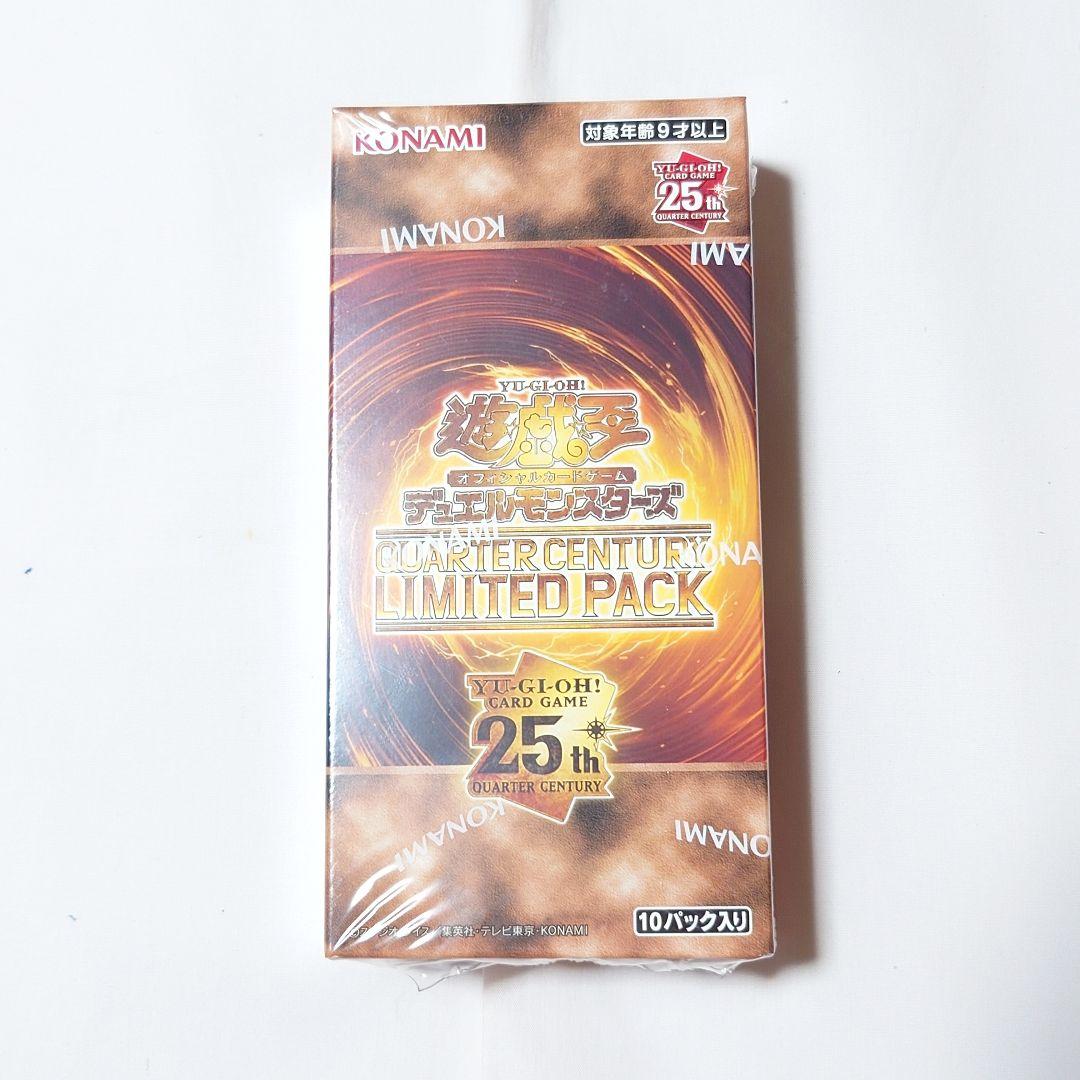 KONAMI
対象年齢9才以上
YU-GI-OH!
CARD GAME
25th
QUARTER CENTURY
KONAMI
AMI
YU-GI-OH!
遊戯王
オフィシャルカードゲーム
デュエルモンスターズ
KONAMI
KONA
QUARTER CENTURY
LIMITED PACK
YU-GI-OH!
CARD GAME
25th
QUARTER CENTURY
KONAMI
ONAMI
10パック入り
集英社・テレビ東京・KONAMI